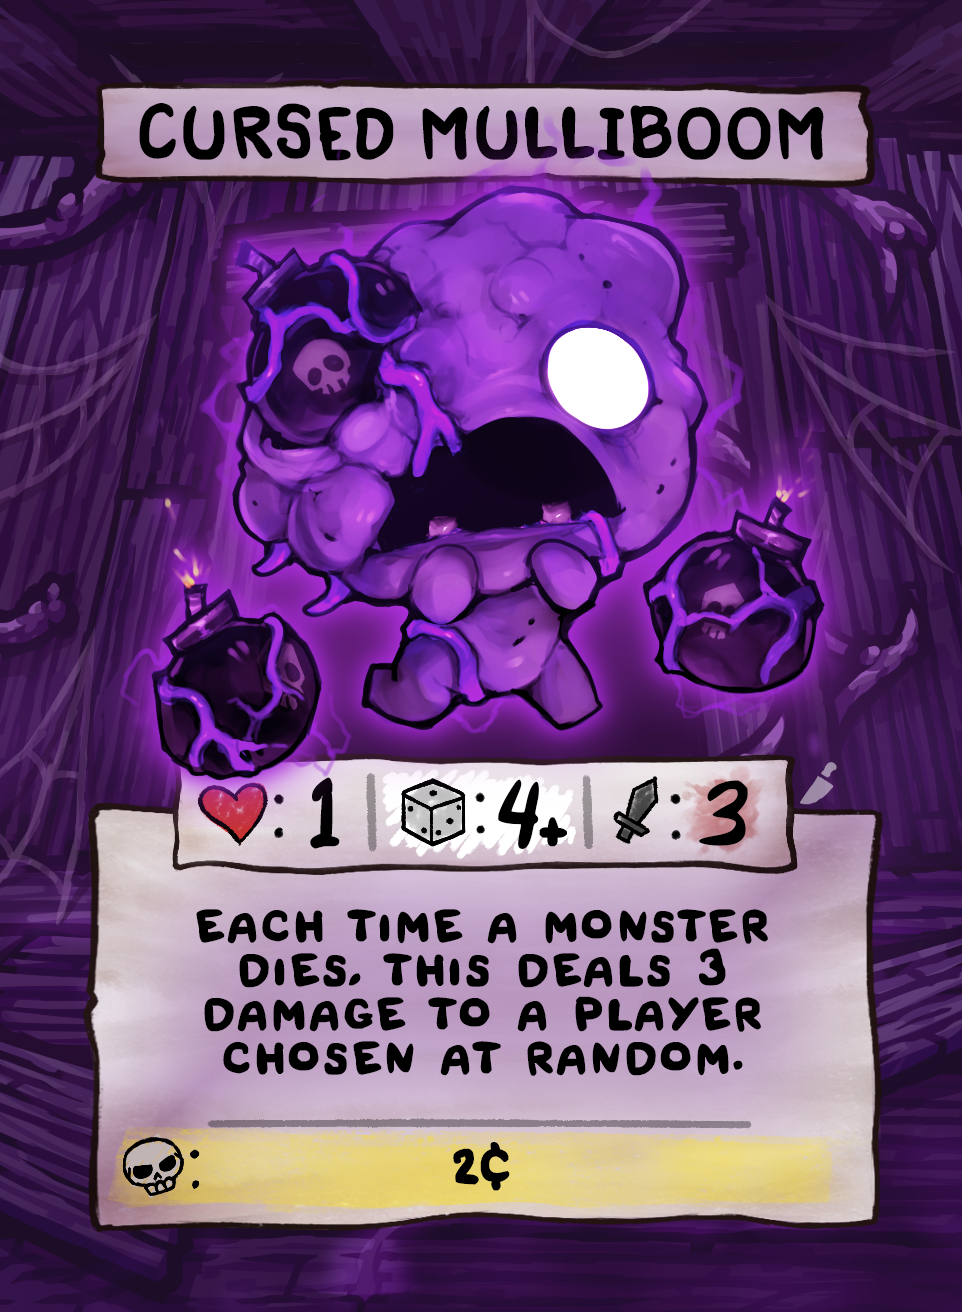 CURSED MULLIBOOM
: 1 | : 4+ | : 3
EACH TIME A MONSTER
DIES, THIS DEALS 3
DAMAGE TO A PLAYER
CHOSEN AT RANDOM.
: 2¢